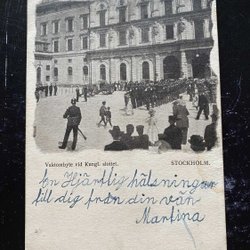 Vaktombyte vid Kungl. slottet. STOCKHOLM.
En Hjärtlig hälsning
till dig från din vän
Martina